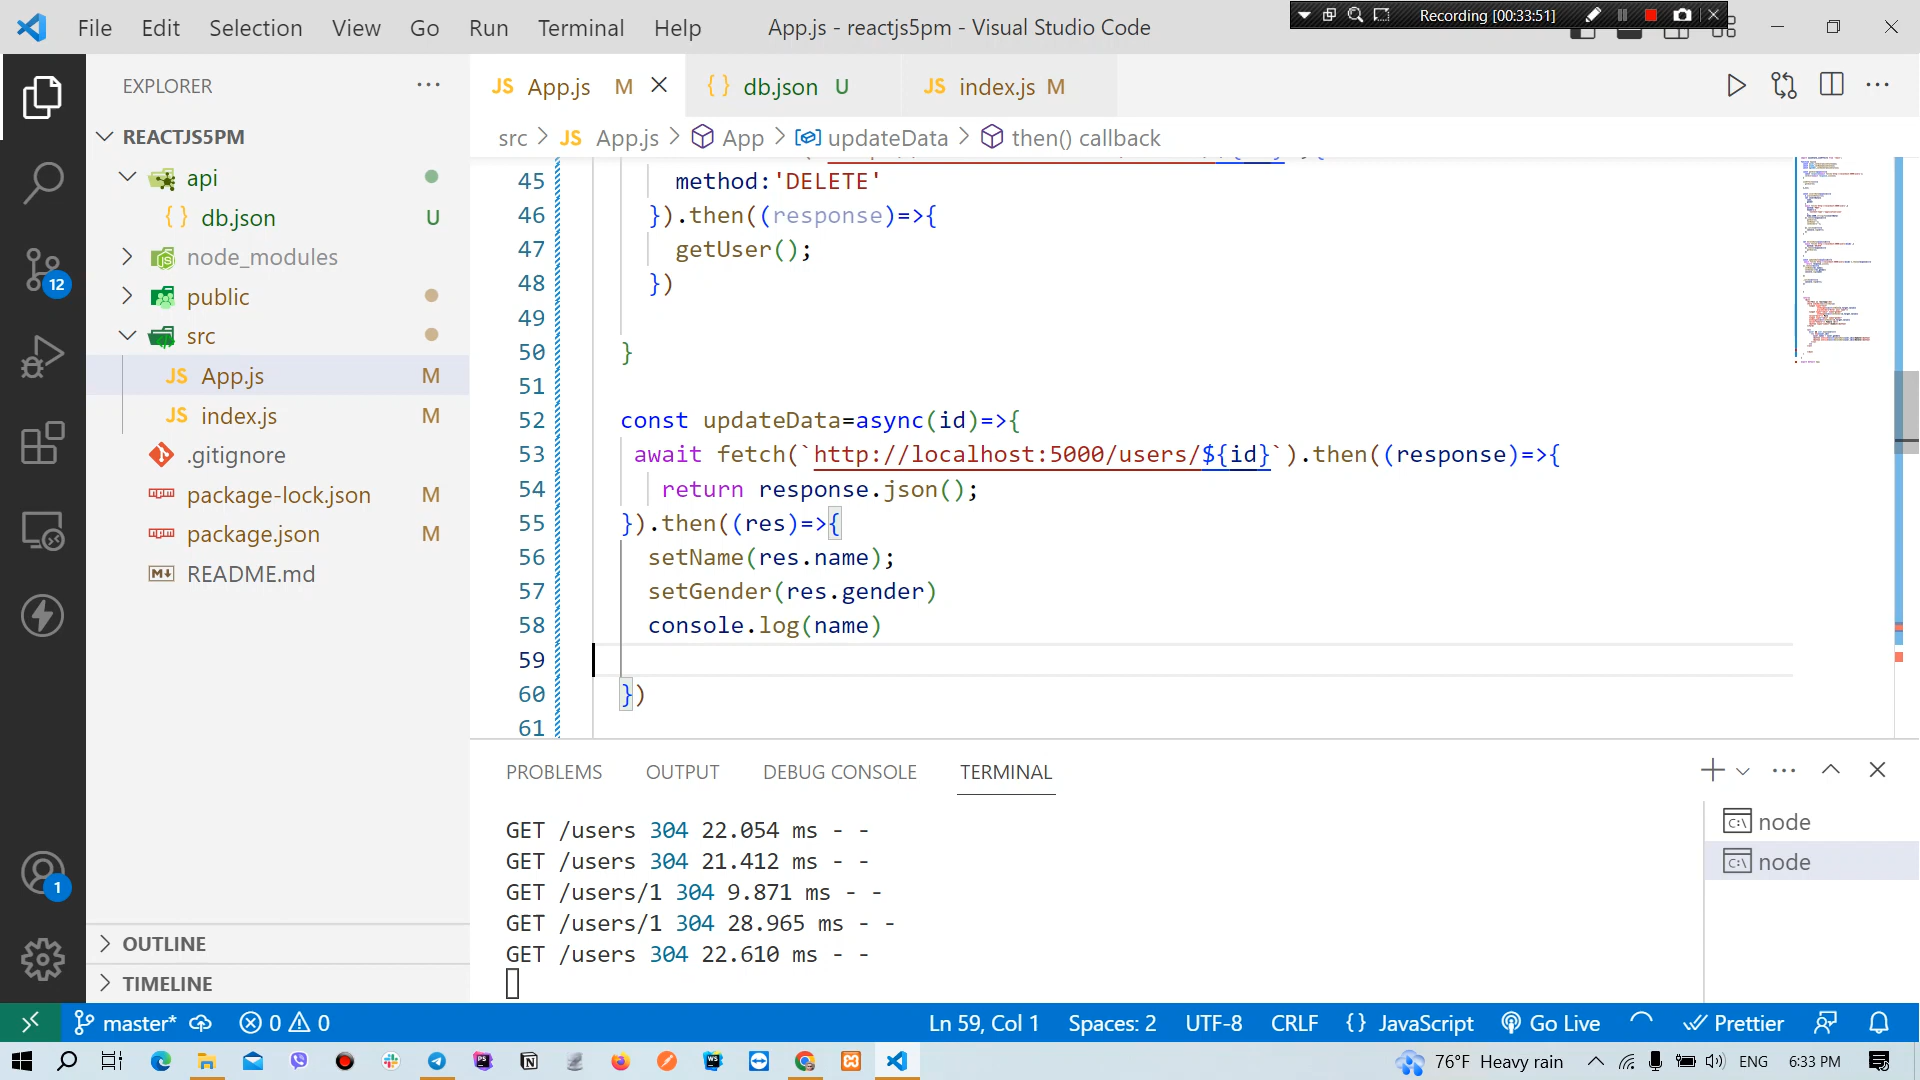 File Edit Selection View Go Run Terminal Help
App.js - reactjs5pm - Visual Studio Code
Recording [00:33:51]
EXPLORER
REACTJS5PM
api
db.json U
node_modules
public
src
App.js M
index.js M
.gitignore
package-lock.json M
package.json M
README.md
OUTLINE
TIMELINE
12
1
JS App.js M
{} db.json U
JS index.js M
src > JS App.js > App > updateData > then() callback
45 method:'DELETE'
46 }).then((response)=>{
47 getUser();
48 })
49
50 }
51
52 const updateData=async(id)=>{
53 await fetch(`http://localhost:5000/users/${id}`).then((response)=>{
54 return response.json();
55 }).then((res)=>{
56 setName(res.name);
57 setGender(res.gender)
58 console.log(name)
59
60 })
61
PROBLEMS OUTPUT DEBUG CONSOLE TERMINAL
GET /users 304 22.054 ms - -
GET /users 304 21.412 ms - -
GET /users/1 304 9.871 ms - -
GET /users/1 304 28.965 ms - -
GET /users 304 22.610 ms - -
node
node
master* 0 0
Ln 59, Col 1 Spaces: 2 UTF-8 CRLF {} JavaScript Go Live Prettier
76°F Heavy rain ENG 6:33 PM